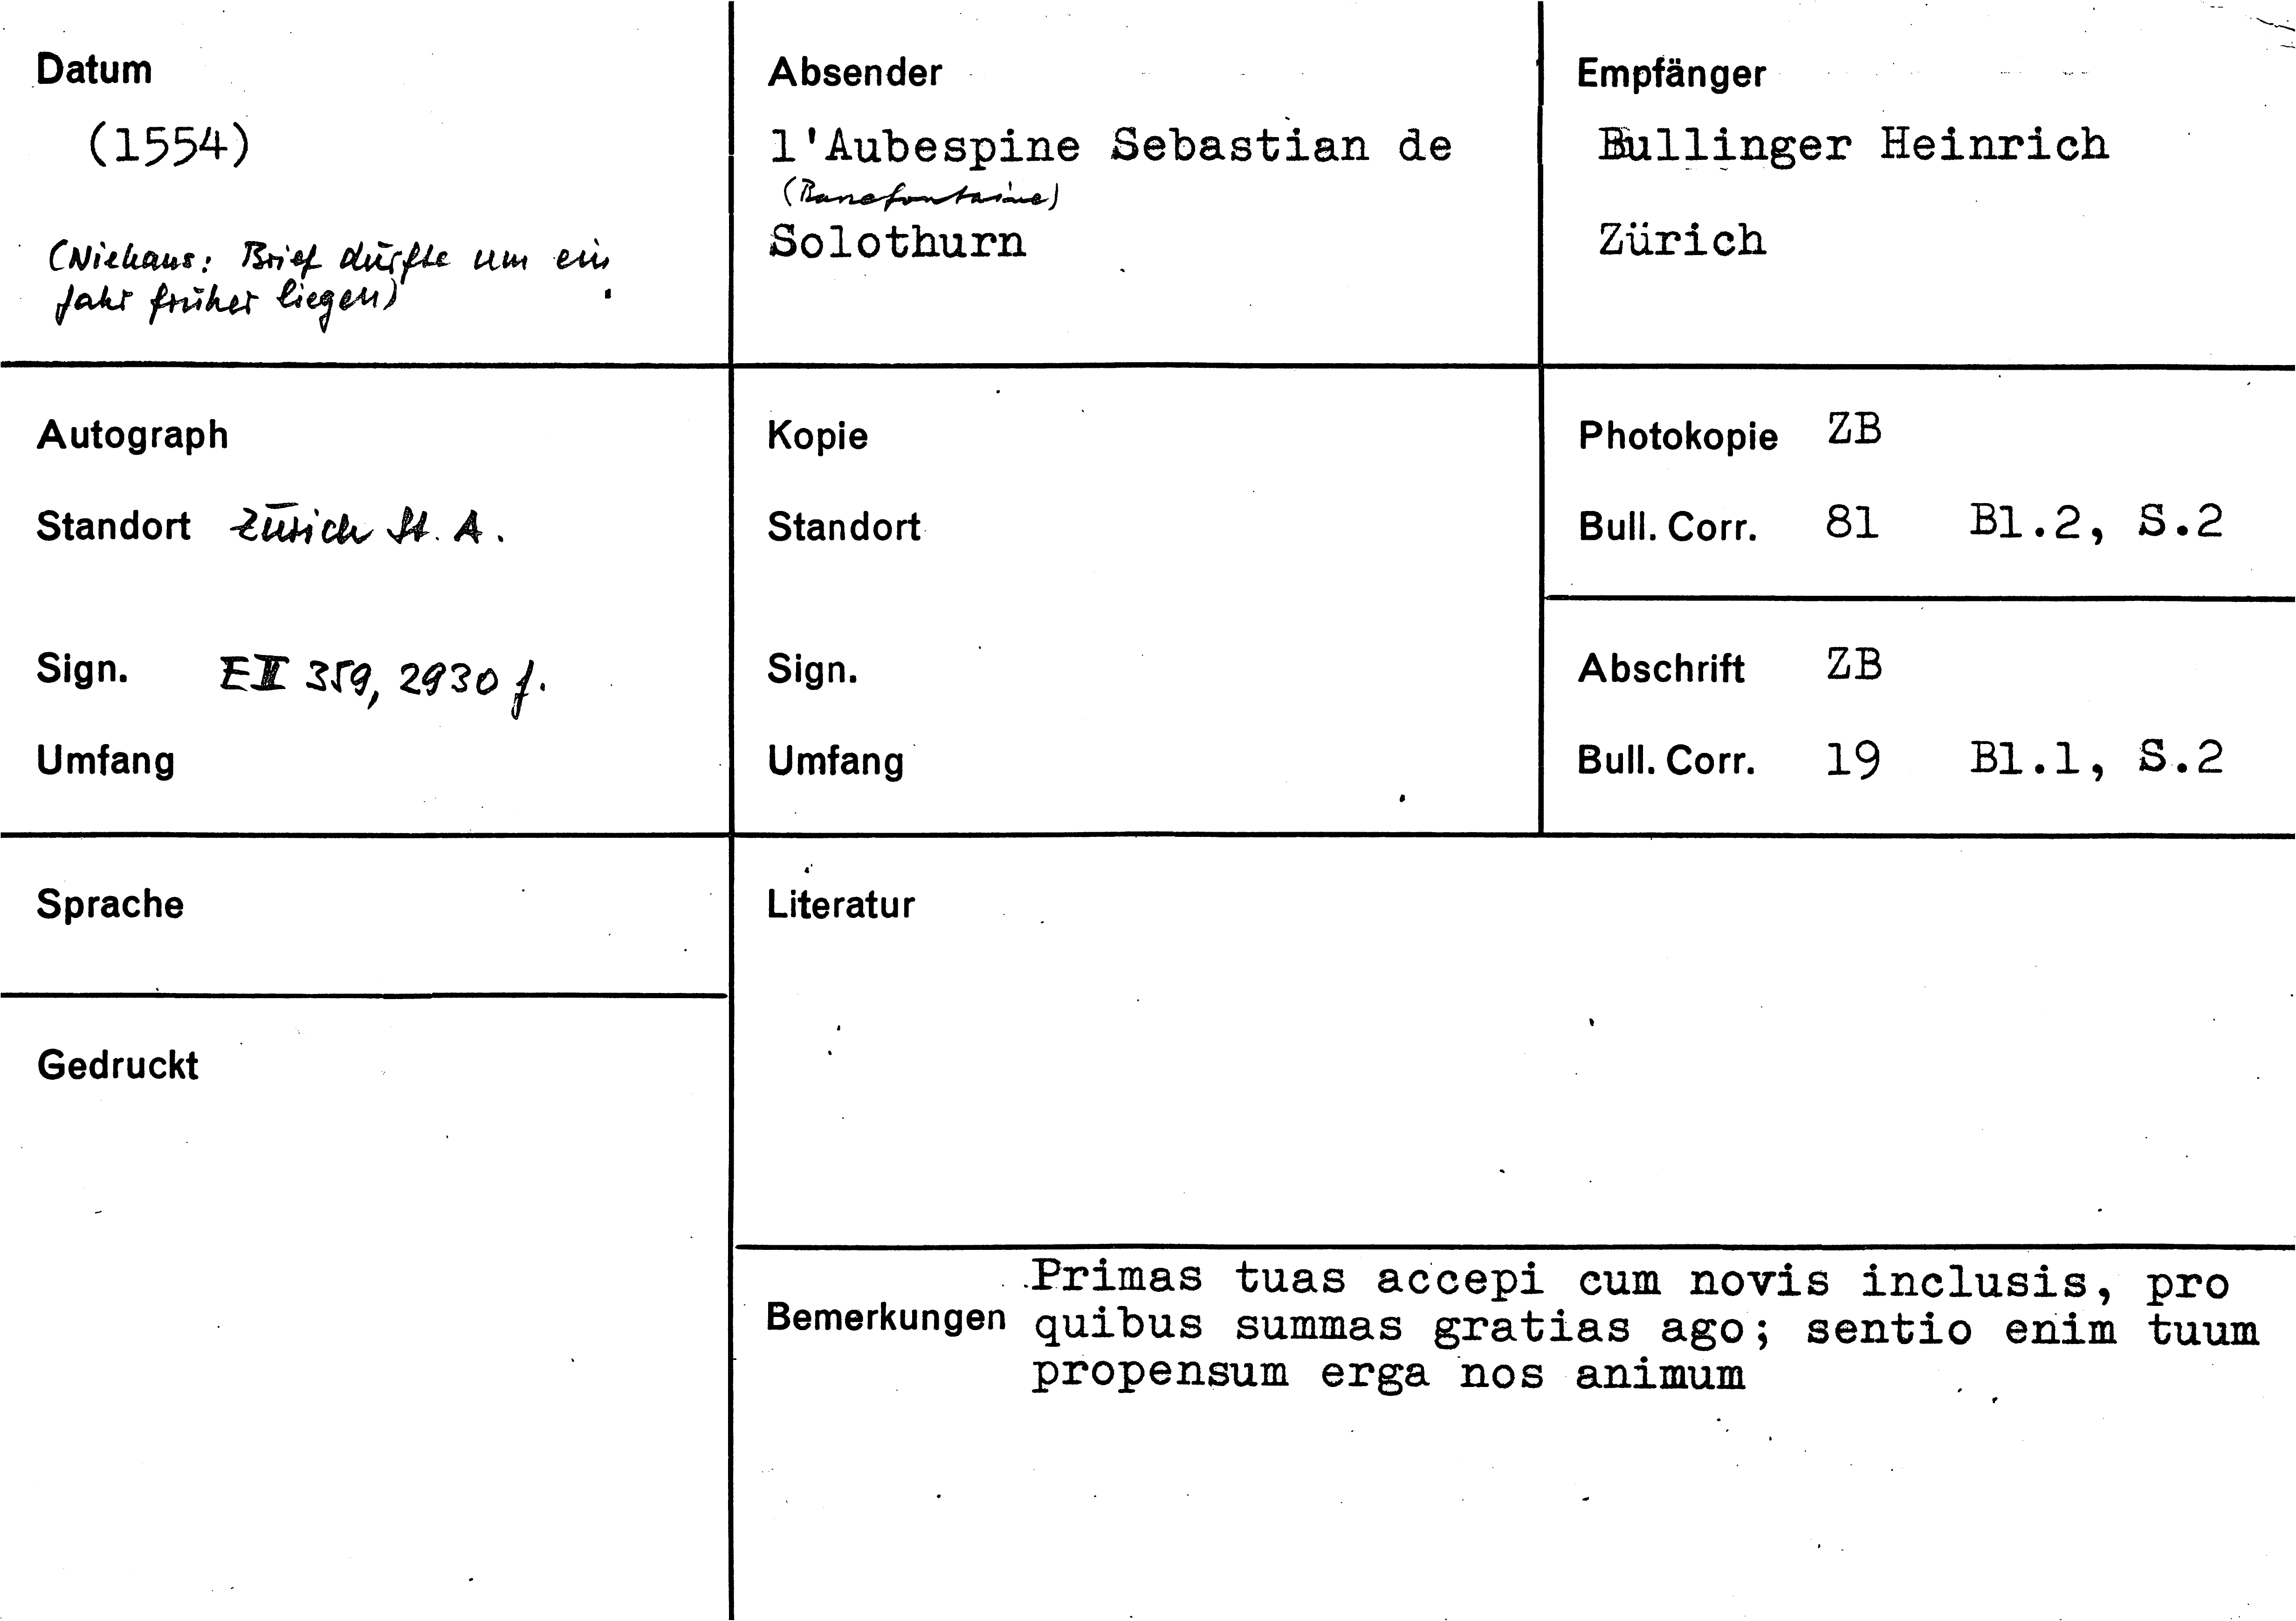 Datum
(1554)
(Niehaus: Brief dürfte um ein
Jahr früher liegen)
Absender
l'Aubespine Sebastian de
(Banefontaine)
Solothurn
Empfänger
Bullinger Heinrich
Zürich
Autograph
Standort Zürich St. A.
Sign. EII 359, 2930 f.
Umfang
Kopie
Standort
Sign.
Umfang
Photokopie ZB
Bull. Corr. 81 Bl.2, S.2
Abschrift ZB
Bull. Corr. 19 Bl.1, S.2
Sprache
Gedruckt
Literatur
Bemerkungen
Primas tuas accepi cum novis inclusis, pro
quibus summas gratias ago; sentio enim tuum
propensum erga nos animum